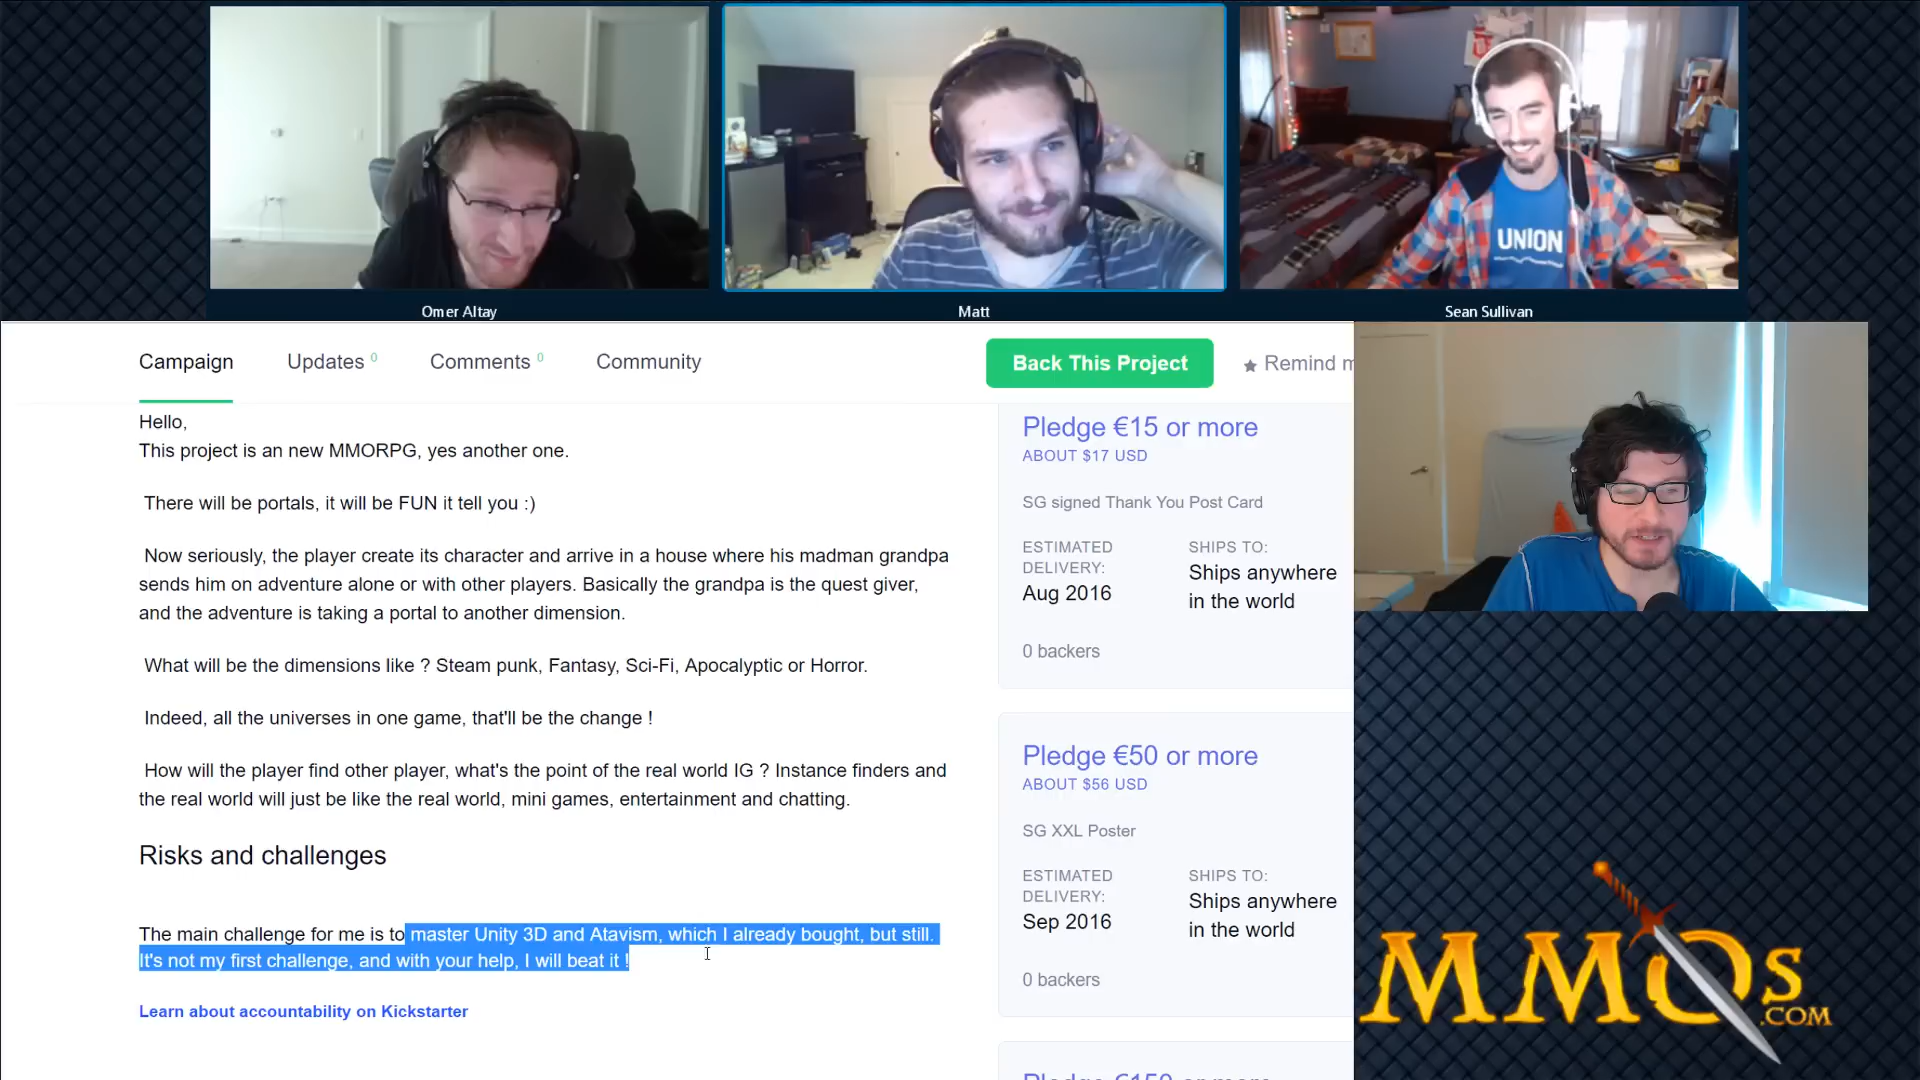 Omer Altay
Matt
Sean Sullivan
UNION
Campaign
Updates 0
Comments 0
Community
Back This Project
Remind m
Hello,
This project is an new MMORPG, yes another one.
There will be portals, it will be FUN it tell you :)
Now seriously, the player create its character and arrive in a house where his madman grandpa
sends him on adventure alone or with other players. Basically the grandpa is the quest giver,
and the adventure is taking a portal to another dimension.
What will be the dimensions like ? Steam punk, Fantasy, Sci-Fi, Apocalyptic or Horror.
Indeed, all the universes in one game, that'll be the change !
How will the player find other player, what's the point of the real world IG ? Instance finders and
the real world will just be like the real world, mini games, entertainment and chatting.
Risks and challenges
The main challenge for me is to master Unity 3D and Atavism, which I already bought, but still.
It's not my first challenge, and with your help, I will beat it !
Learn about accountability on Kickstarter
Pledge €15 or more
ABOUT $17 USD
SG signed Thank You Post Card
ESTIMATED
DELIVERY:
Aug 2016
SHIPS TO:
Ships anywhere
in the world
0 backers
Pledge €50 or more
ABOUT $56 USD
SG XXL Poster
ESTIMATED
DELIVERY:
Sep 2016
SHIPS TO:
Ships anywhere
in the world
0 backers
Pledge €150 or more
MMOs
.COM